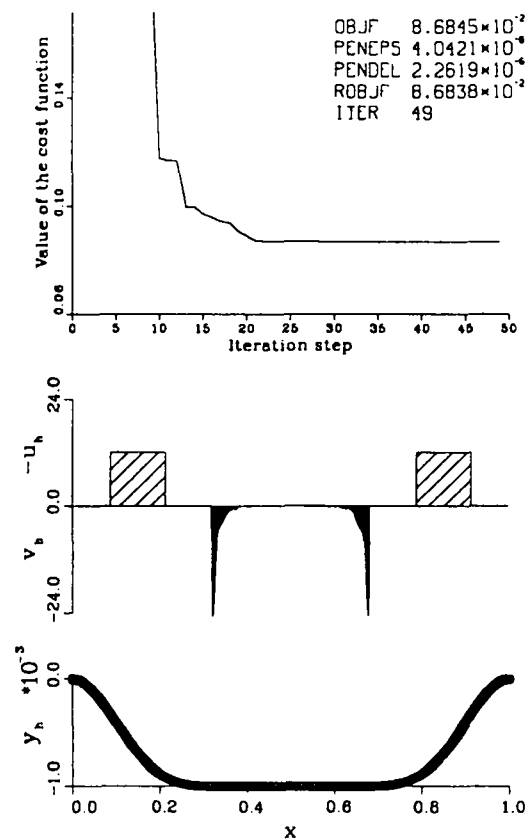 OBJF 8.6845*10^-2
PENEPS 4.0421*10^-6
PENDEL 2.2619*10^-6
ROBJF 8.6838*10^-2
ITER 49
Value of the cost function
0.14
0.10
0.06
0 5 10 15 20 25 30 35 40 45 50
Iteration step
24.0
-u_h
0.0
v_h
-24.0
y_h *10^-3
0.0
-1.0
0.0 0.2 0.4 0.6 0.8 1.0
x